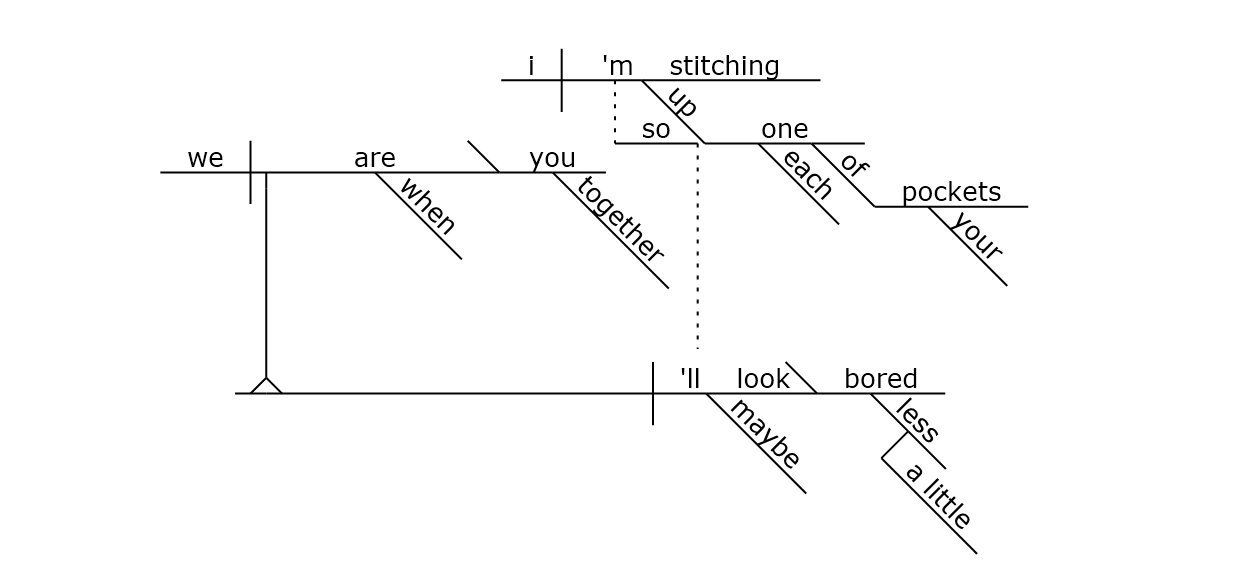 i 'm stitching
up
so one
each of
we are you
when together
pockets
your
'll look bored
maybe less
a little